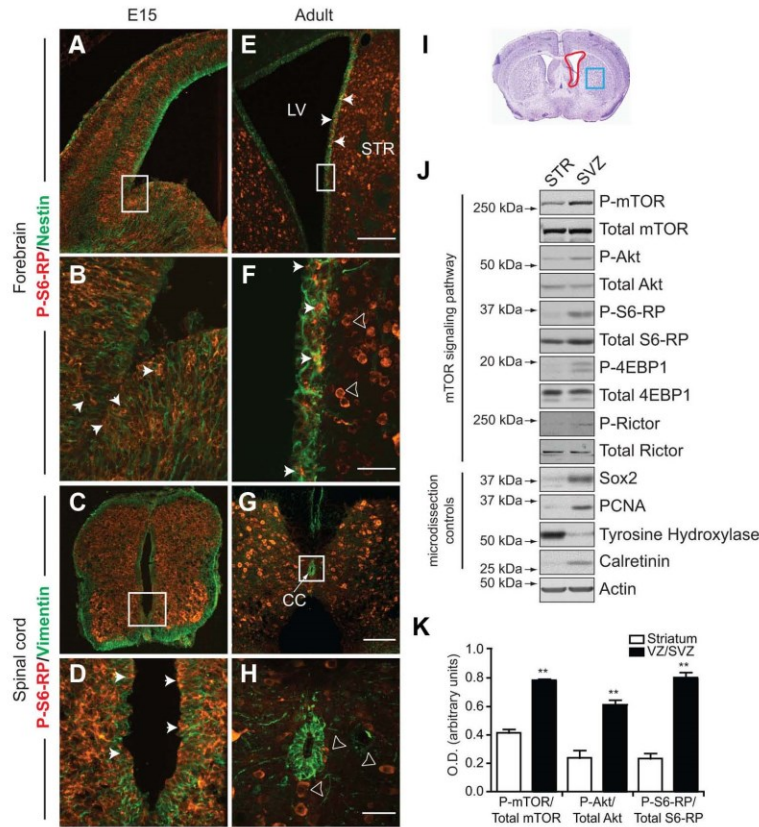 E15
Adult
Forebrain
P-S6-RP/Nestin
A
E
LV
STR
B
F
Spinal cord
P-S6-RP/Vimentin
C
G
CC
D
H
I
J
STR
SVZ
mTOR signaling pathway
250 kDa
P-mTOR
Total mTOR
50 kDa
P-Akt
Total Akt
37 kDa
P-S6-RP
Total S6-RP
20 kDa
P-4EBP1
Total 4EBP1
250 kDa
P-Rictor
Total Rictor
microdissection
controls
37 kDa
Sox2
37 kDa
PCNA
50 kDa
Tyrosine Hydroxylase
25 kDa
Calretinin
50 kDa
Actin
K
Striatum
VZ/SVZ
O.D. (arbitrary units)
0.8
0.6
0.4
0.2
0.0
**
**
**
P-mTOR/
Total mTOR
P-Akt/
Total Akt
P-S6-RP/
Total S6-RP